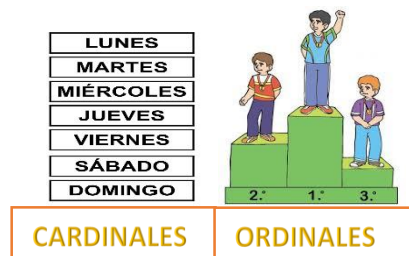 LUNES
MARTES
MIÉRCOLES
JUEVES
VIERNES
SÁBADO
DOMINGO
2.° 1.° 3.°
CARDINALES ORDINALES